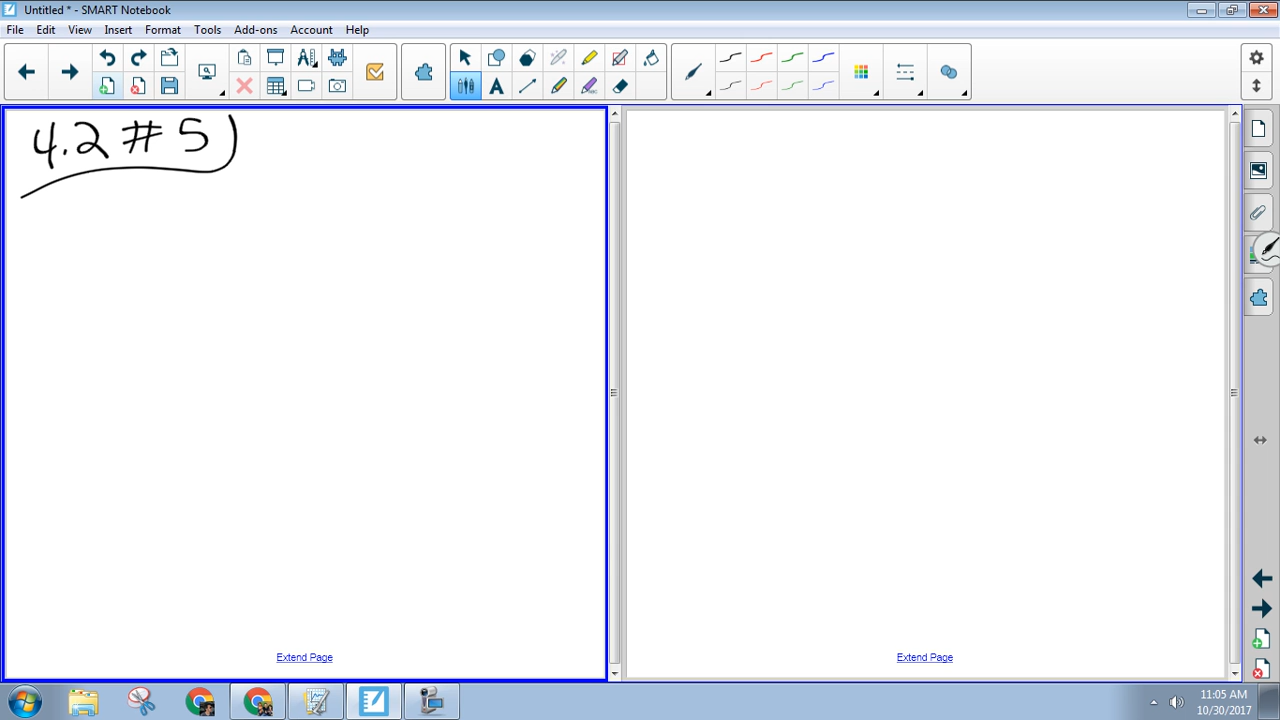 Untitled * - SMART Notebook
File Edit View Insert Format Tools Add-ons Account Help
4.2 # 5)
Extend Page
Extend Page
11:05 AM
10/30/2017